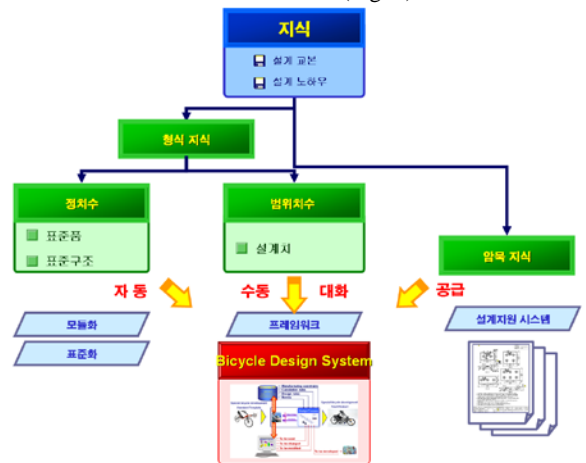 지식
설계 교본
설계 노하우
형식 지식
정치수
표준품
표준구조
범위치수
설계치
암묵 지식
자동
수동
대화
공급
모듈화
표준화
프레임워크
설계지원 시스템
Bicycle Design System